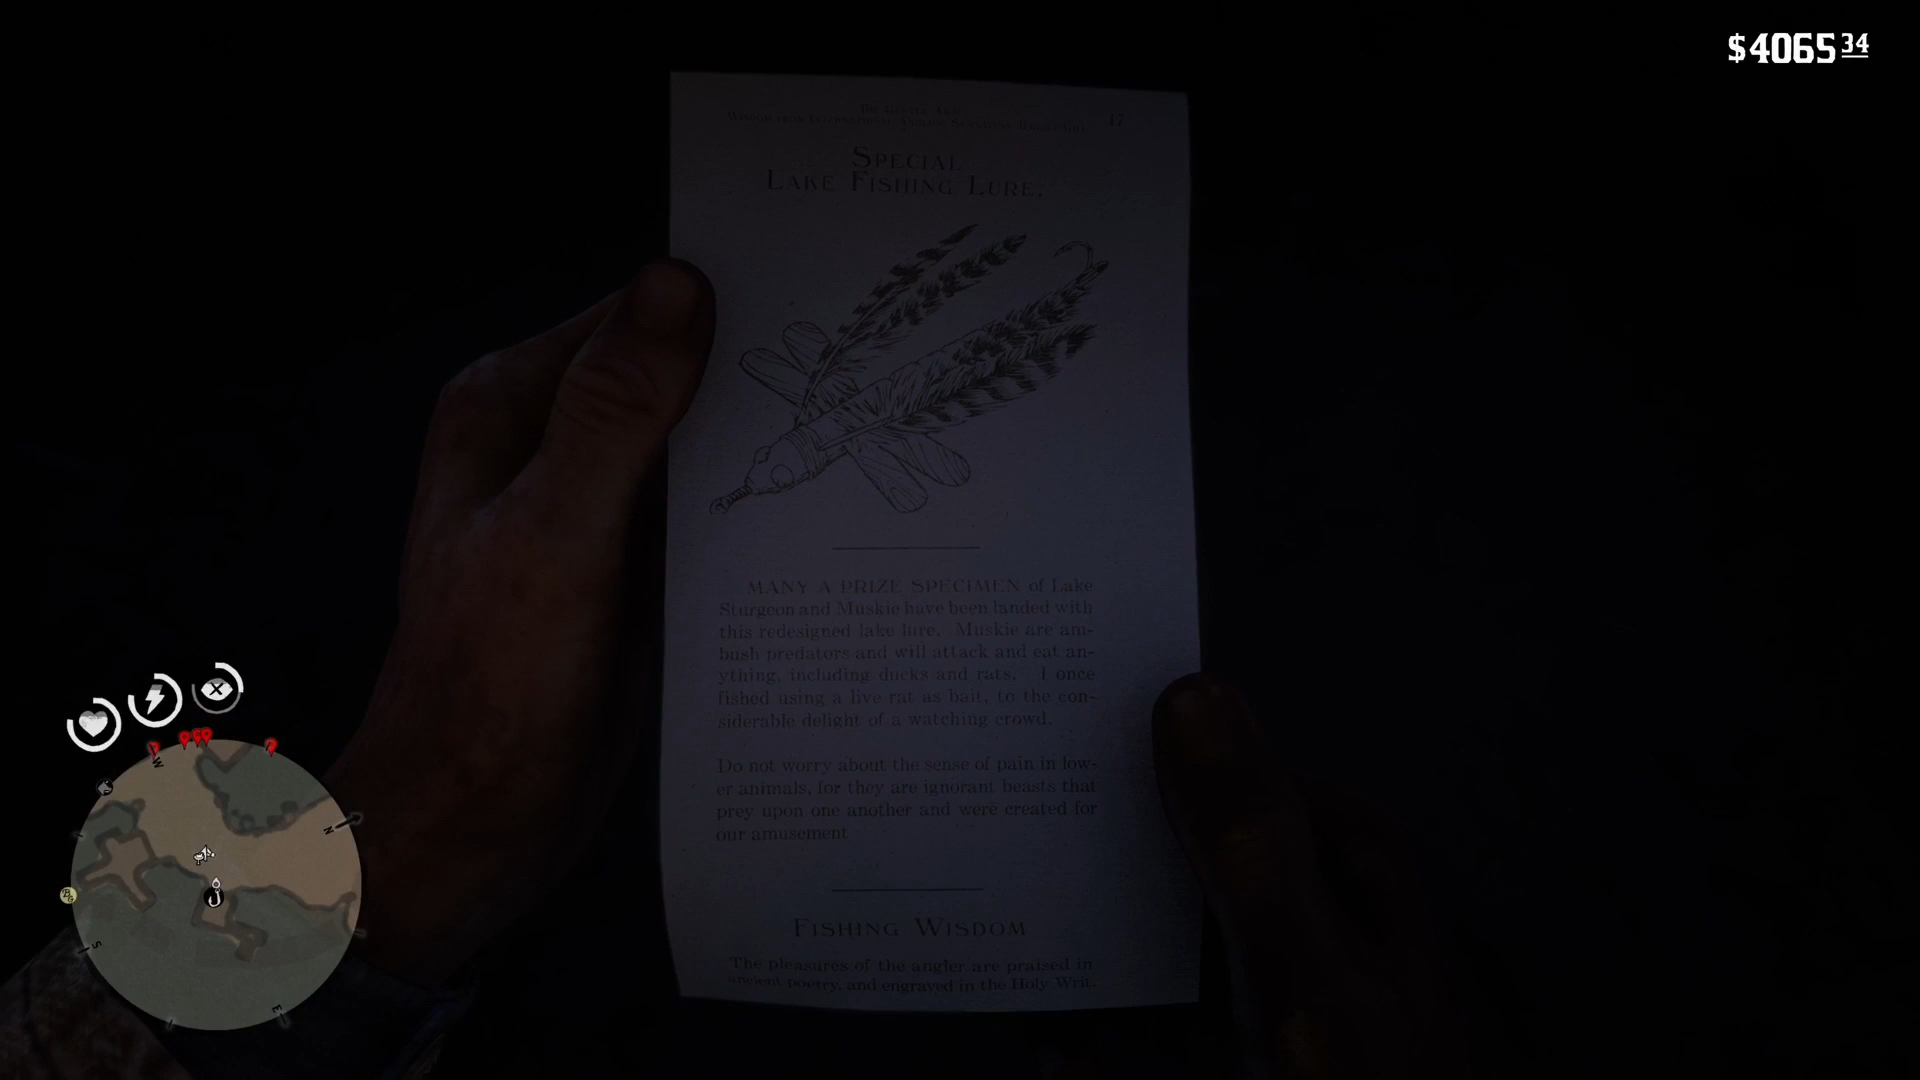 $4065 34
17
SPECIAL
LAKE FISHING LURE.
MANY A PRIZE SPECIMEN of Lake
Sturgeon and Muskie have been landed with
this redesigned lake lure. Muskie are am-
bush predators and will attack and eat an-
ything, including ducks and rats. I once
fished using a live rat as bait, to the con-
siderable delight of a watching crowd.
Do not worry about the sense of pain in low-
er animals, for they are ignorant beasts that
prey upon one another and were created for
our amusement
FISHING WISDOM
The pleasures of the angler are praised in
ancient poetry, and engraved in the Holy Writ.
W
N
S
E